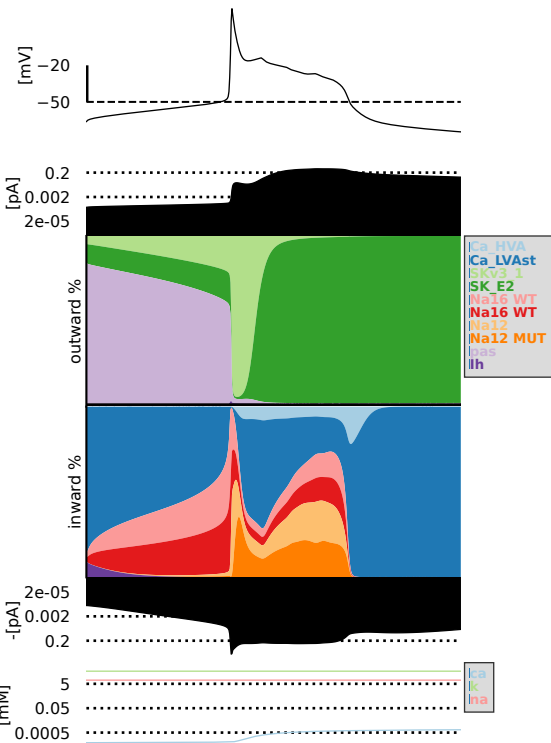 [mV]
−20
−50
[pA]
0.2
0.002
2e-05
outward %
Ca_HVA
Ca_LVAst
SKv3_1
SK_E2
Na16 WT
Na16 WT
Na12
Na12 MUT
pas
Ih
inward %
-[pA]
2e-05
0.002
0.2
[mM]
5
0.05
0.0005
ca
k
na